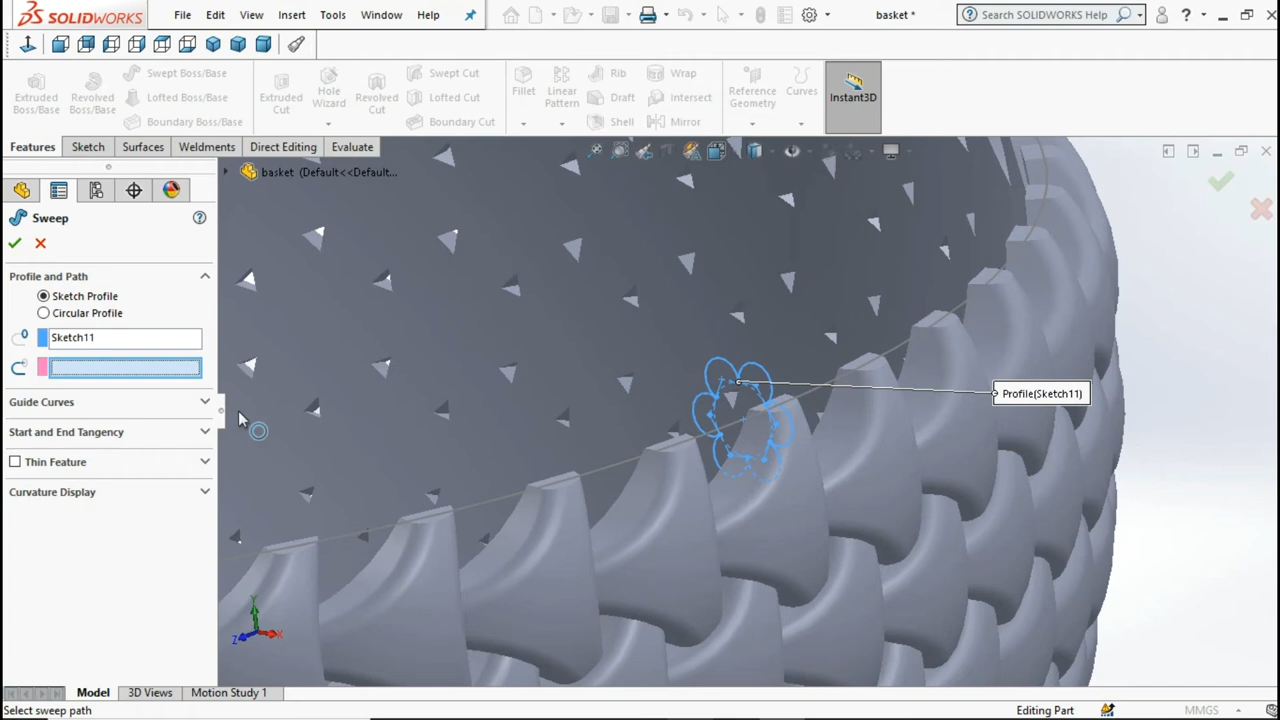 SOLIDWORKS File Edit View Insert Tools Window Help basket * Search SOLIDWORKS Help ?
Extruded Boss/Base
Revolved Boss/Base
Swept Boss/Base
Lofted Boss/Base
Boundary Boss/Base
Extruded Cut
Hole Wizard
Revolved Cut
Swept Cut
Lofted Cut
Boundary Cut
Fillet
Linear Pattern
Rib
Draft
Shell
Wrap
Intersect
Mirror
Reference Geometry
Curves
Instant3D
Features Sketch Surfaces Weldments Direct Editing Evaluate
basket (Default<<Default...
Sweep
Profile and Path
Sketch Profile
Circular Profile
Sketch11
Guide Curves
Start and End Tangency
Thin Feature
Curvature Display
Profile(Sketch11)
Y
Z X
Model 3D Views Motion Study 1
Select sweep path Editing Part MMGS